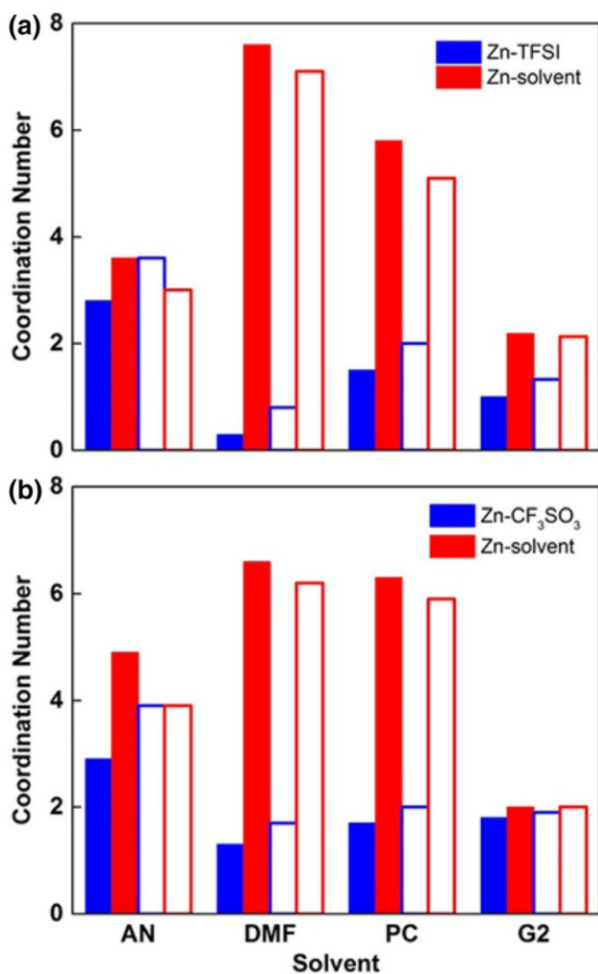 (a)
8
6
4
2
0
Coordination Number
Zn-TFSI
Zn-solvent
(b)
8
6
4
2
0
Coordination Number
Zn-CF₃SO₃
Zn-solvent
AN DMF PC G2
Solvent